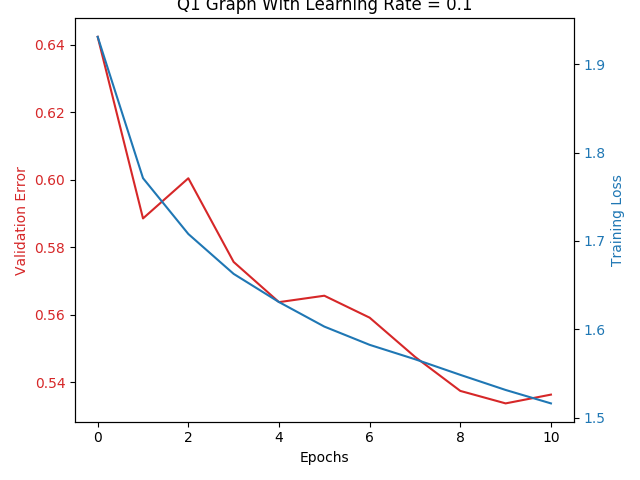 Q1 Graph With Learning Rate = 0.1
0.64
0.62
0.60
0.58
0.56
0.54
Validation Error
1.9
1.8
1.7
1.6
1.5
Training Loss
0 2 4 6 8 10
Epochs